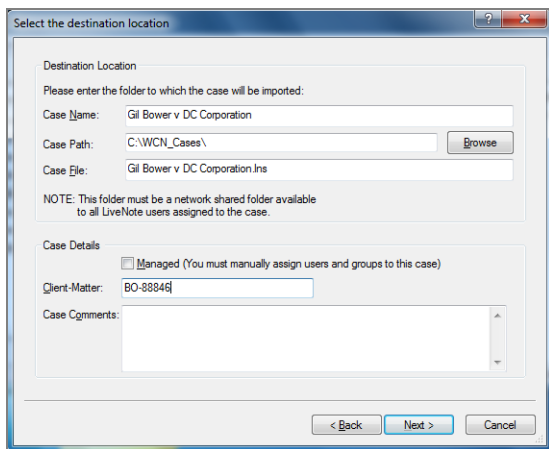 Select the destination location
Destination Location
Please enter the folder to which the case will be imported:
Case Name: Gil Bower v DC Corporation
Case Path: C:\WCN_Cases\ Browse
Case File: Gil Bower v DC Corporation.lns
NOTE: This folder must be a network shared folder available
to all LiveNote users assigned to the case.
Case Details
Managed (You must manually assign users and groups to this case)
Client-Matter: BO-88846
Case Comments:
< Back Next > Cancel